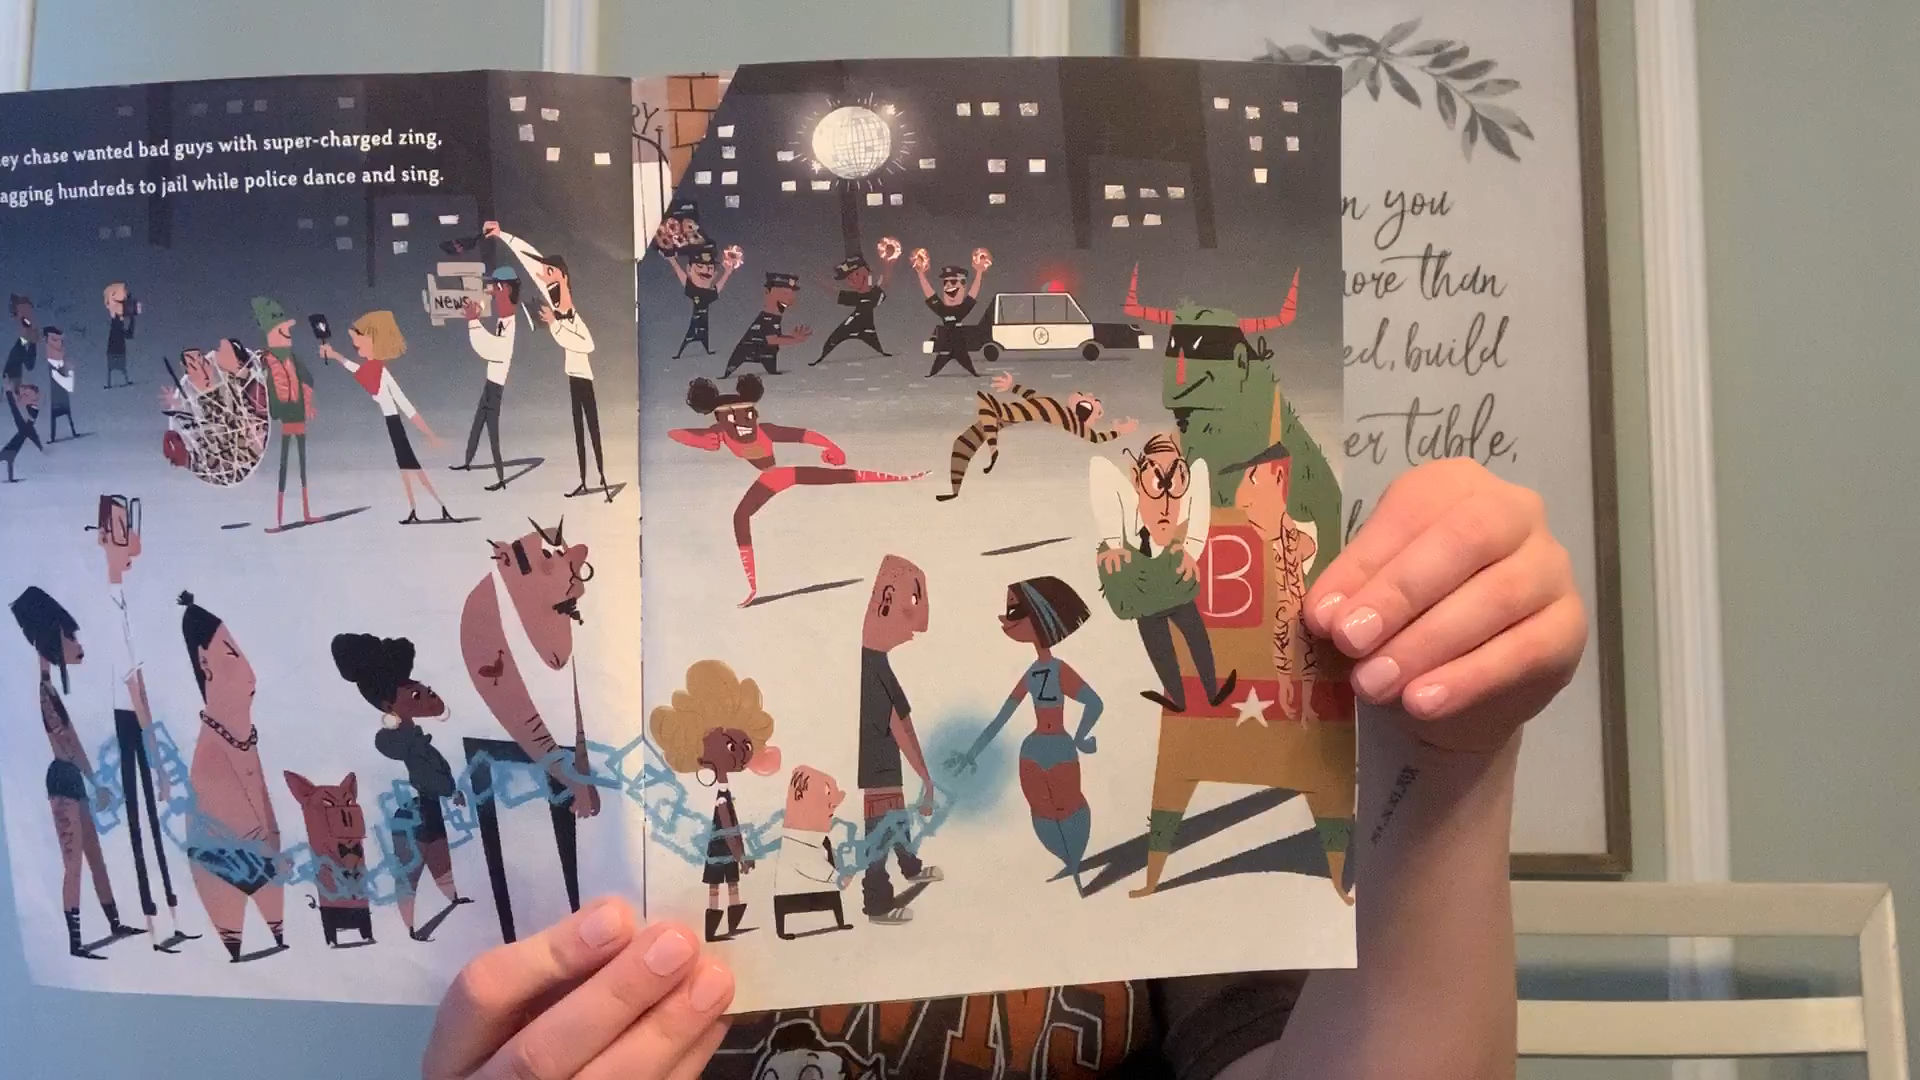 ey chase wanted bad guys with super-charged zing,
agging hundreds to jail while police dance and sing.
NEWS
B
Z
n you
ore than
ed, build
er table,